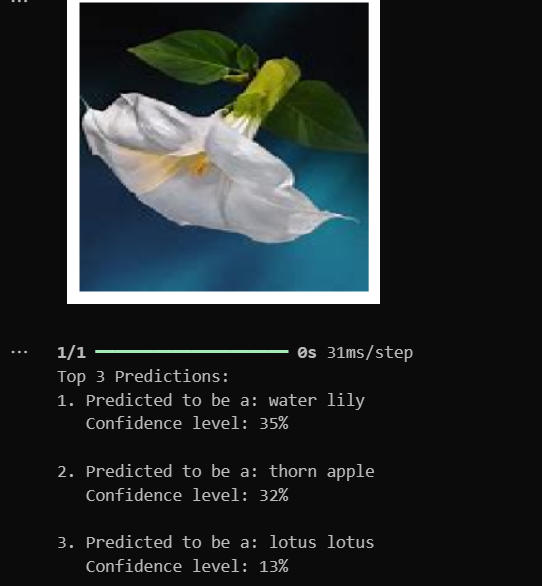 1/1 ━━━━━━━━━━━━━━━━━━━━ 0s 31ms/step
Top 3 Predictions:
1. Predicted to be a: water lily
Confidence level: 35%
2. Predicted to be a: thorn apple
Confidence level: 32%
3. Predicted to be a: lotus lotus
Confidence level: 13%